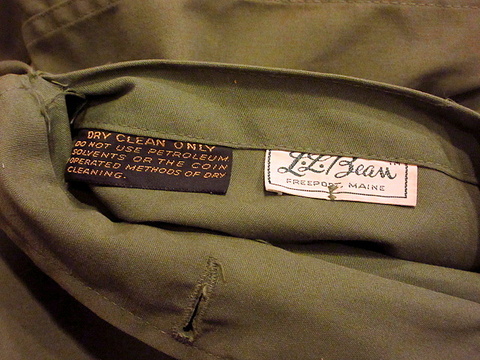 DRY CLEAN ONLY
DO NOT USE PETROLEUM
SOLVENTS OR THE COIN
OPERATED METHODS OF DRY
CLEANING.
L.L.Bean
FREEPORT, MAINE